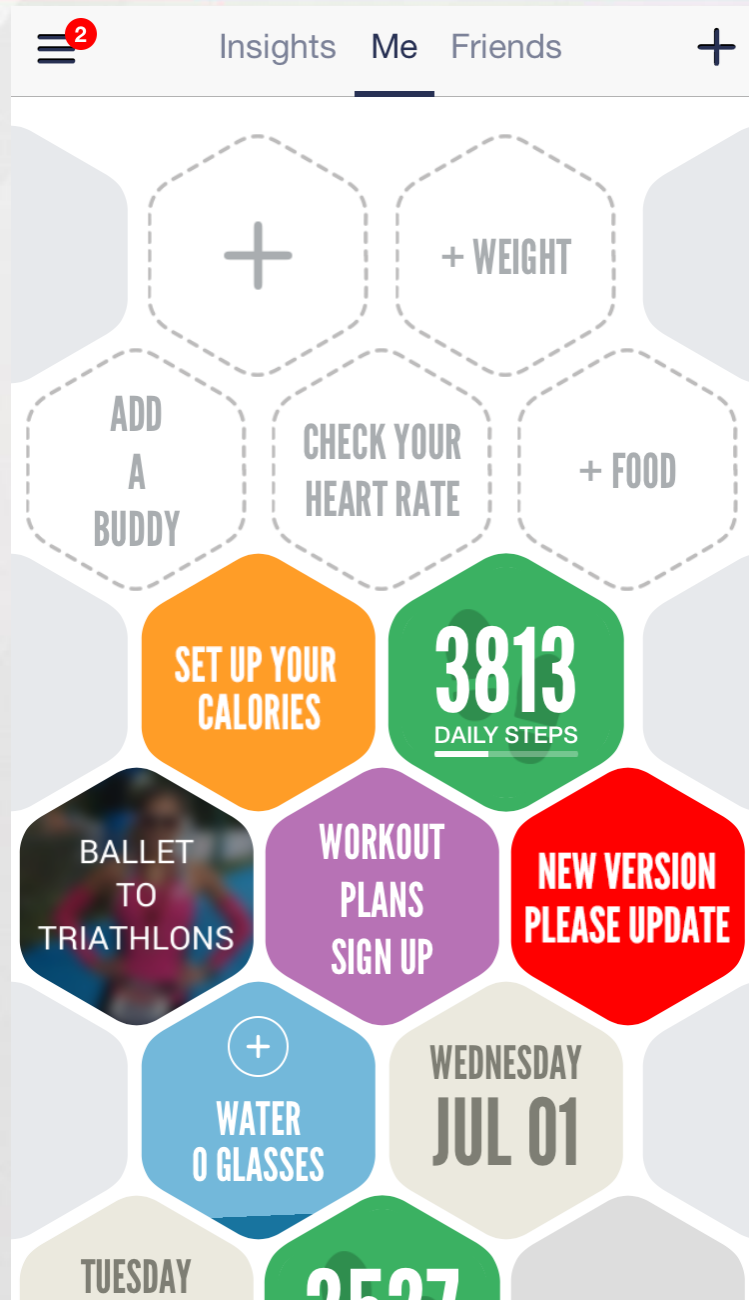 2
Insights Me Friends
+
+
+ WEIGHT
ADD
A
BUDDY
CHECK YOUR
HEART RATE
+ FOOD
SET UP YOUR
CALORIES
3813
DAILY STEPS
BALLET
TO
TRIATHLONS
WORKOUT
PLANS
SIGN UP
NEW VERSION
PLEASE UPDATE
+
WATER
0 GLASSES
WEDNESDAY
JUL 01
TUESDAY